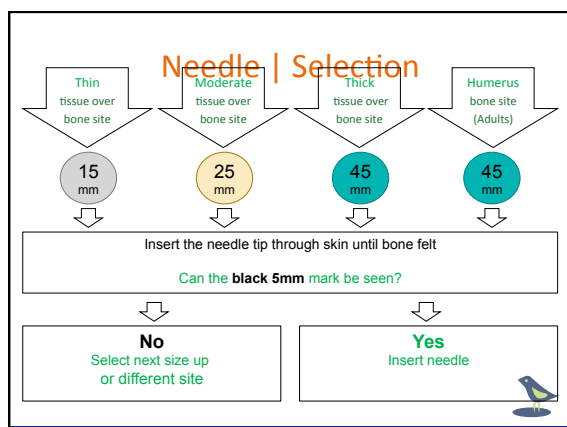 Needle | Selection
Thin
tissue over
bone site
Moderate
tissue over
bone site
Thick
tissue over
bone site
Humerus
bone site
(Adults)
15
mm
25
mm
45
mm
45
mm
Insert the needle tip through skin until bone felt
Can the black 5mm mark be seen?
No
Select next size up
or different site
Yes
Insert needle